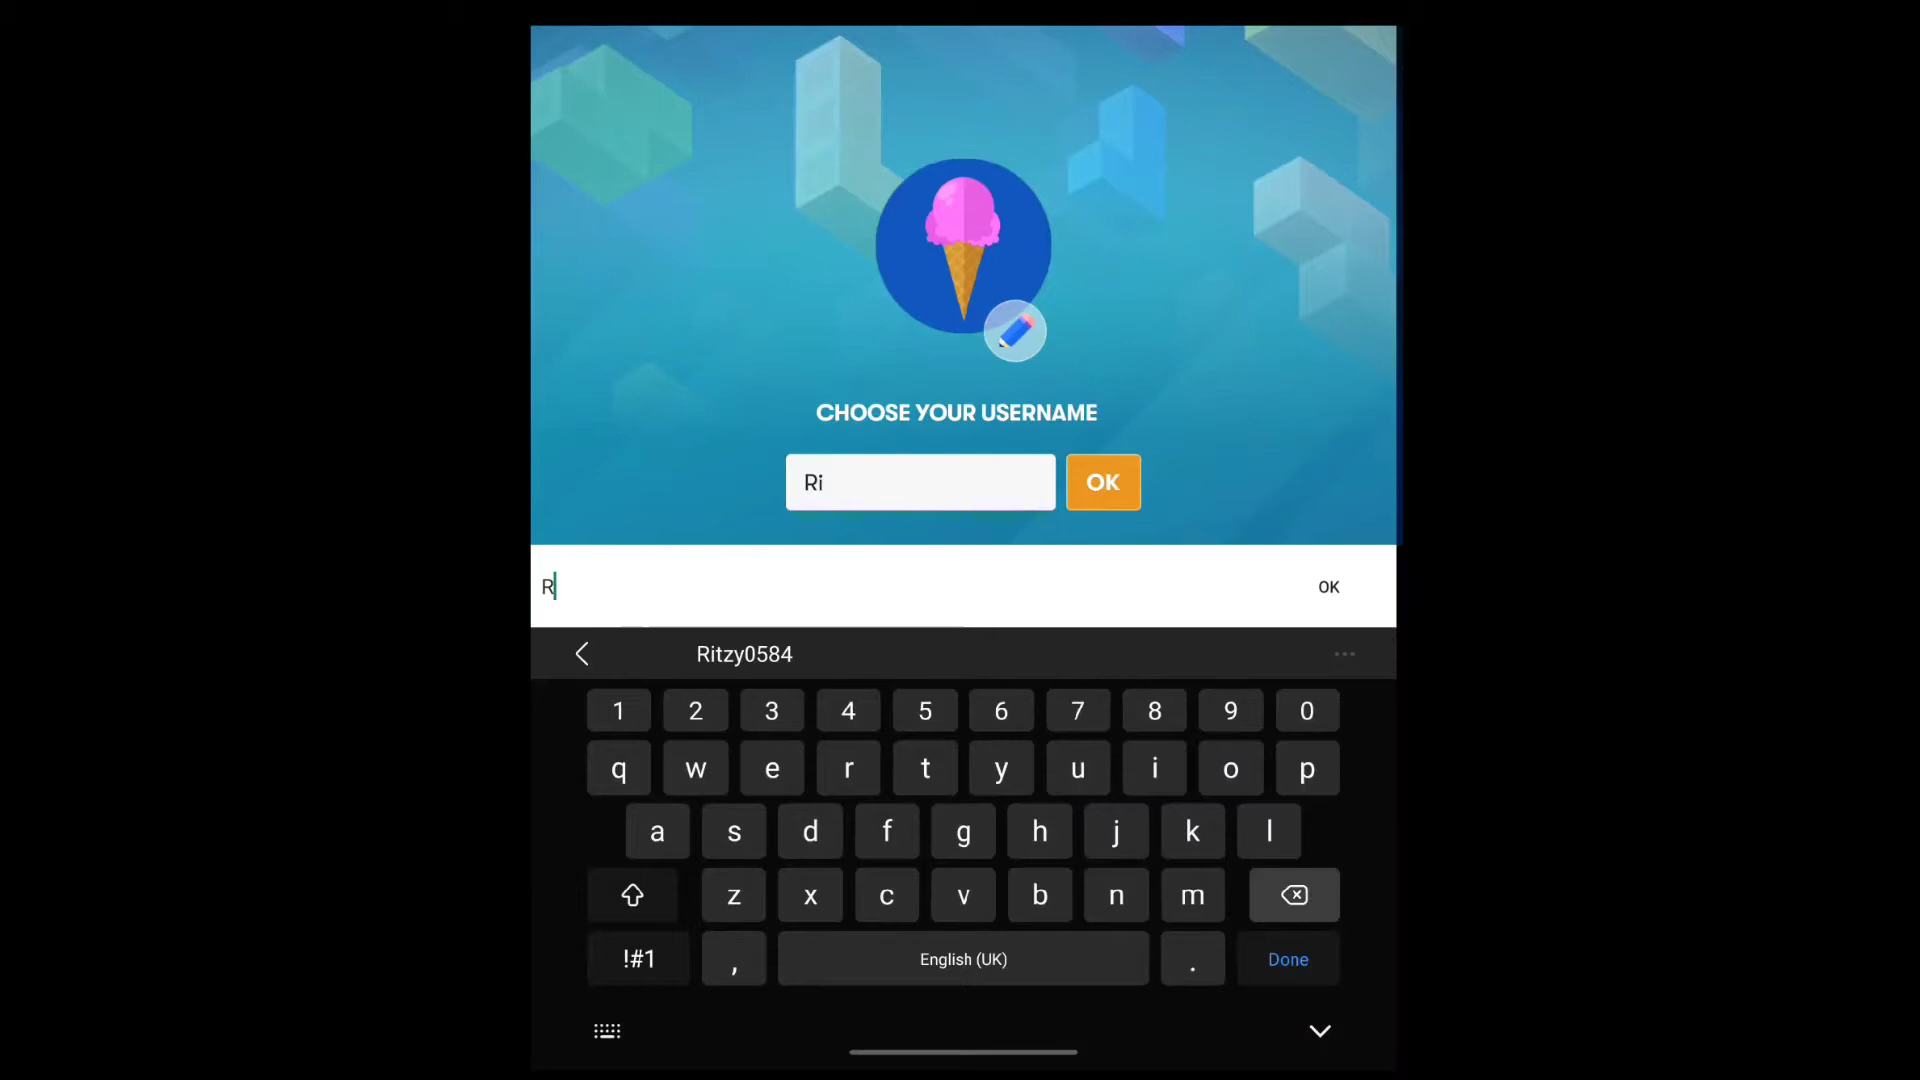 CHOOSE YOUR USERNAME
Ri OK
R OK
Ritzy0584
1 2 3 4 5 6 7 8 9 0
q w e r t y u i o p
a s d f g h j k l
z x c v b n m
!#1 , English (UK) . Done